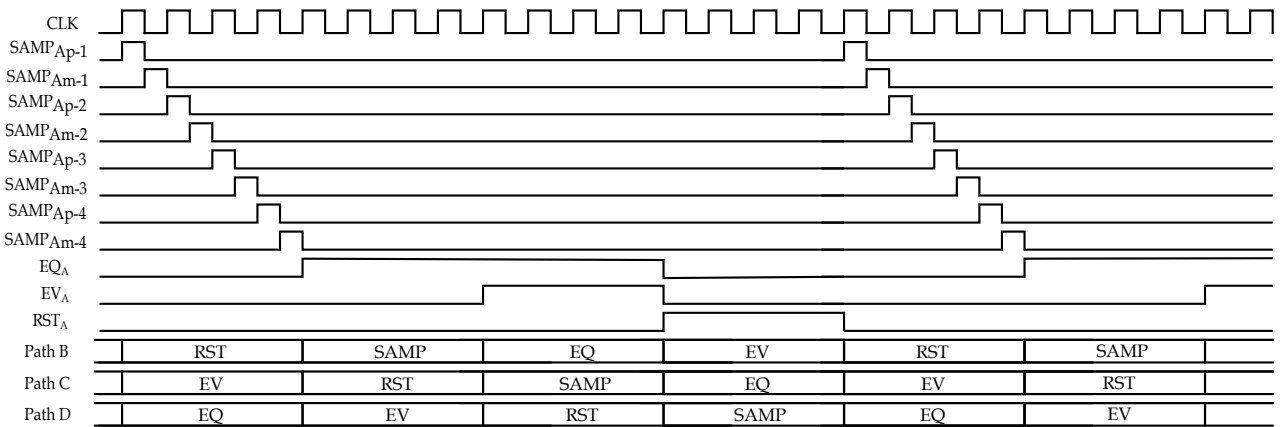 CLK
SAMPAp-1
SAMPAm-1
SAMPAp-2
SAMPAm-2
SAMPAp-3
SAMPAm-3
SAMPAp-4
SAMPAm-4
EQA
EVA
RSTA
Path B RST SAMP EQ EV RST SAMP
Path C EV RST SAMP EQ EV RST
Path D EQ EV RST SAMP EQ EV